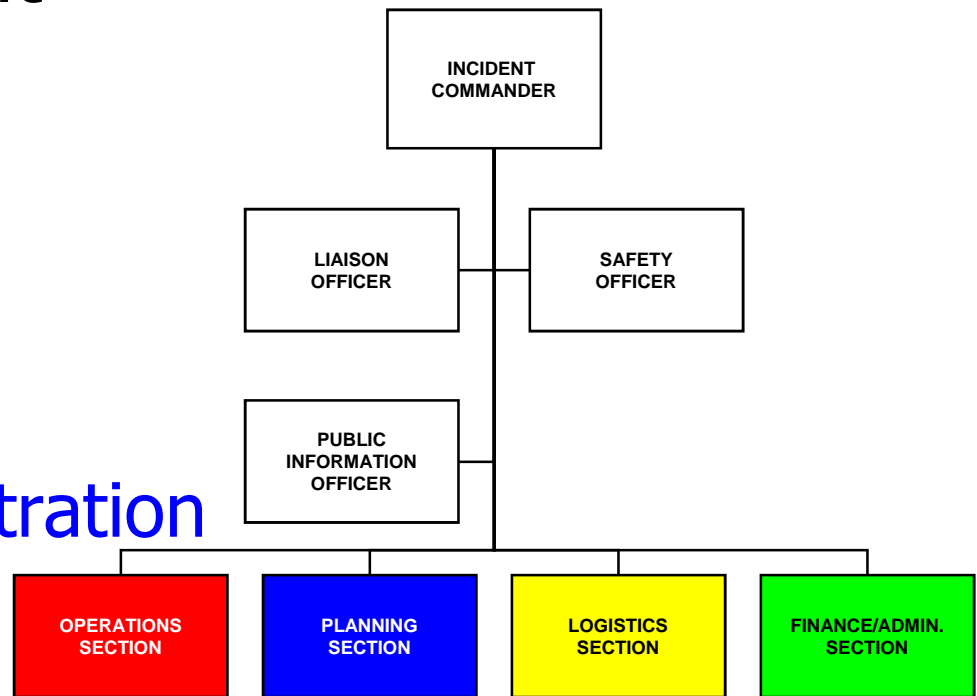 INCIDENT
COMMANDER
LIAISON
OFFICER
SAFETY
OFFICER
PUBLIC
INFORMATION
OFFICER
tration
OPERATIONS
SECTION
PLANNING
SECTION
LOGISTICS
SECTION
FINANCE/ADMIN.
SECTION